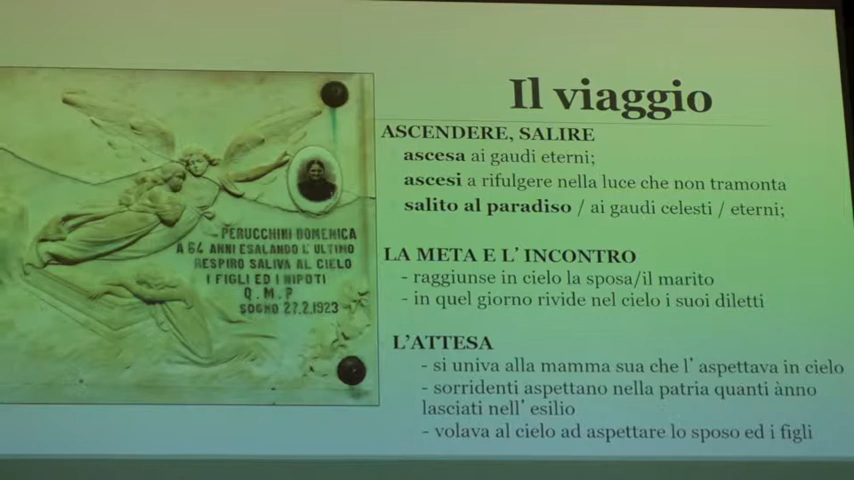 Il viaggio
ASCENDERE, SALIRE
ascesa ai gaudi eterni;
ascesi a rifulgere nella luce che non tramonta
salito al paradiso / ai gaudi celesti / eterni;
LA META E L'INCONTRO
- raggiunse in cielo la sposa/il marito
- in quel giorno rivide nel cielo i suoi diletti
L'ATTESA
- si univa alla mamma sua che l'aspettava in cielo
- sorridenti aspettano nella patria quanti ànno
lasciati nell'esilio
- volava al cielo ad aspettare lo sposo ed i figli
PERUCCHINI DOMENICA
A 64 ANNI ESALANDO L'ULTIMO
RESPIRO SALIVA AL CIELO
I FIGLI ED I NIPOTI
Q.M.P.
SOGNO 27.2.1923